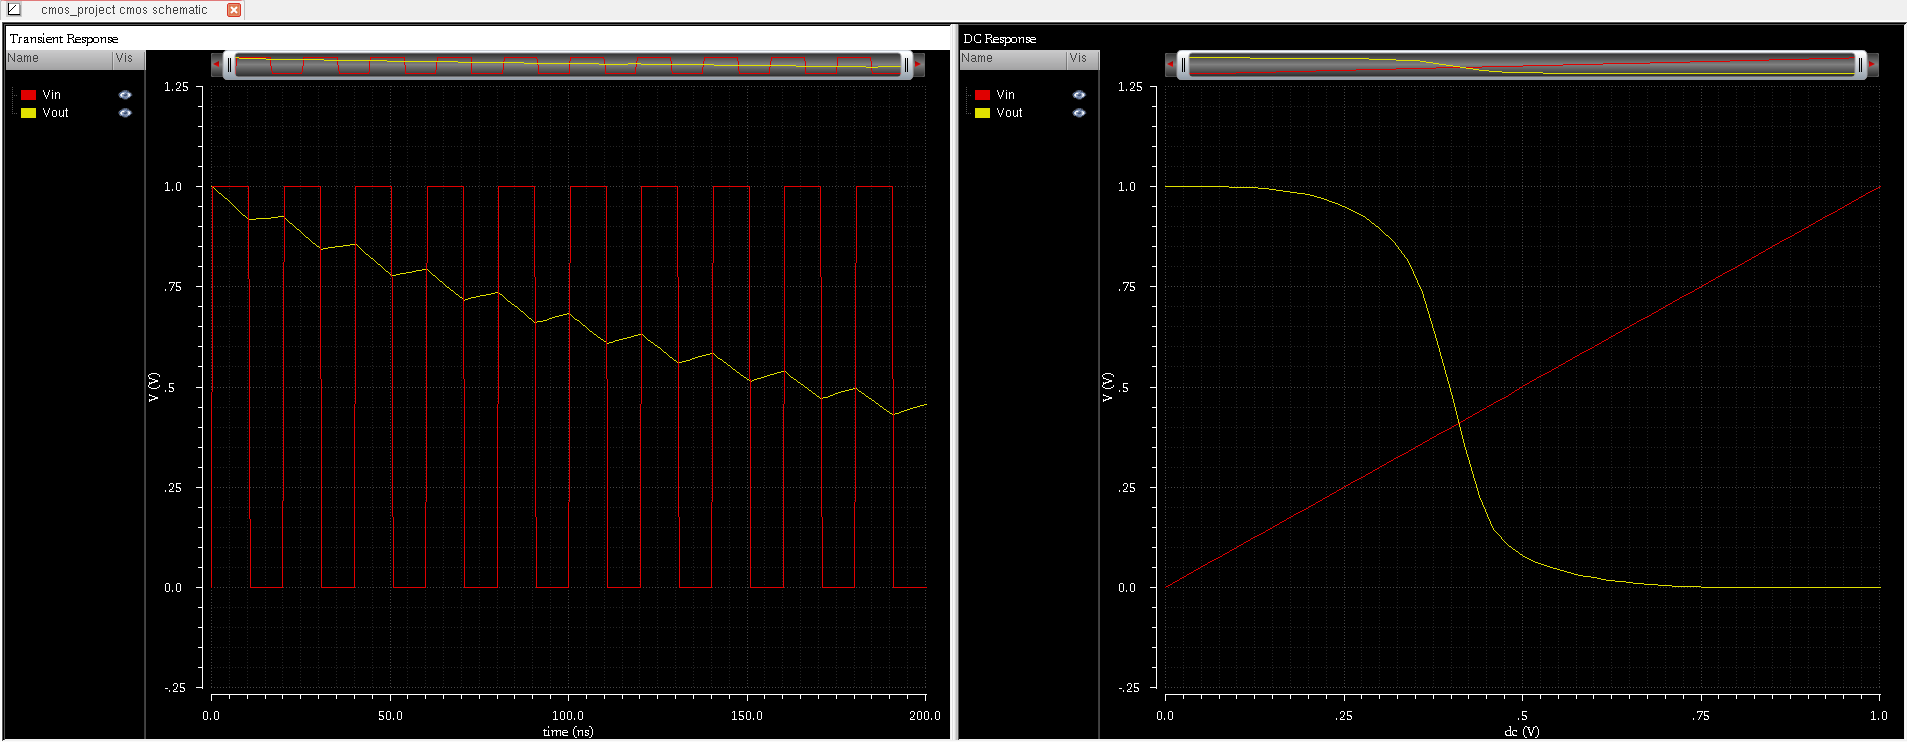 cmos_project cmos schematic
Transient Response
Name Vis
Vin
Vout
1.25
1.0
.75
.5
.25
0.0
-.25
V (V)
0.0 50.0 100.0 150.0 200.0
time (ns)
DC Response
Name Vis
Vin
Vout
1.25
1.0
.75
.5
.25
0.0
-.25
V (V)
0.0 .25 .5 .75 1.0
dc (V)